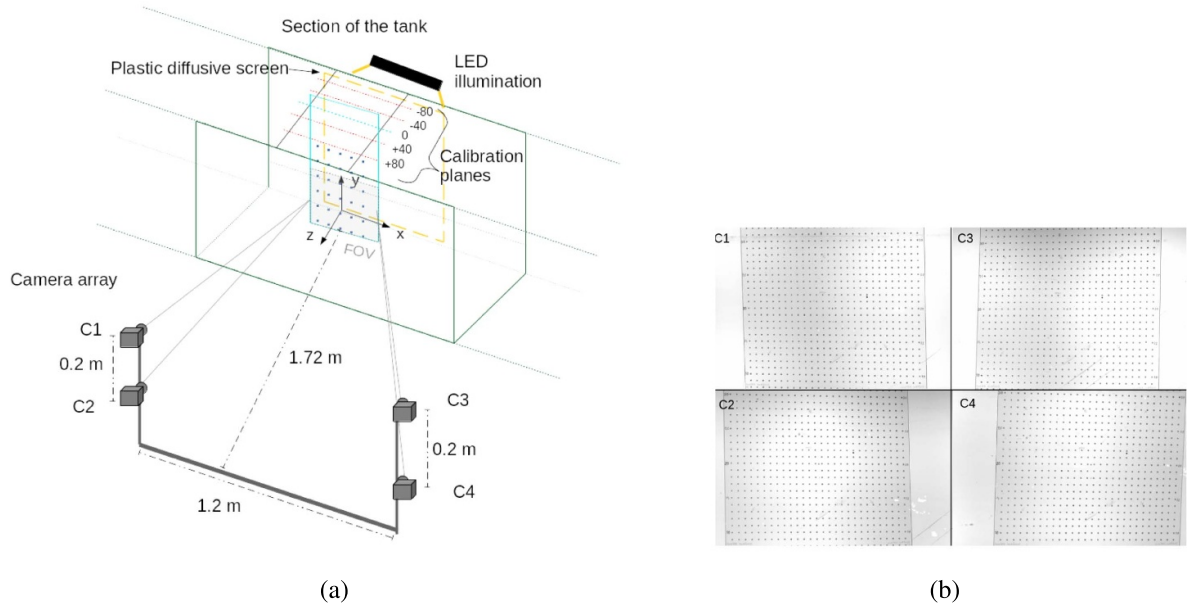 Section of the tank
Plastic diffusive screen
LED
illumination
-80
-40
0
+40
+80
Calibration
planes
y
x
z
FOV
Camera array
C1
0.2 m
C2
1.72 m
C3
0.2 m
C4
1.2 m
(a)
C1
C3
C2
C4
(b)